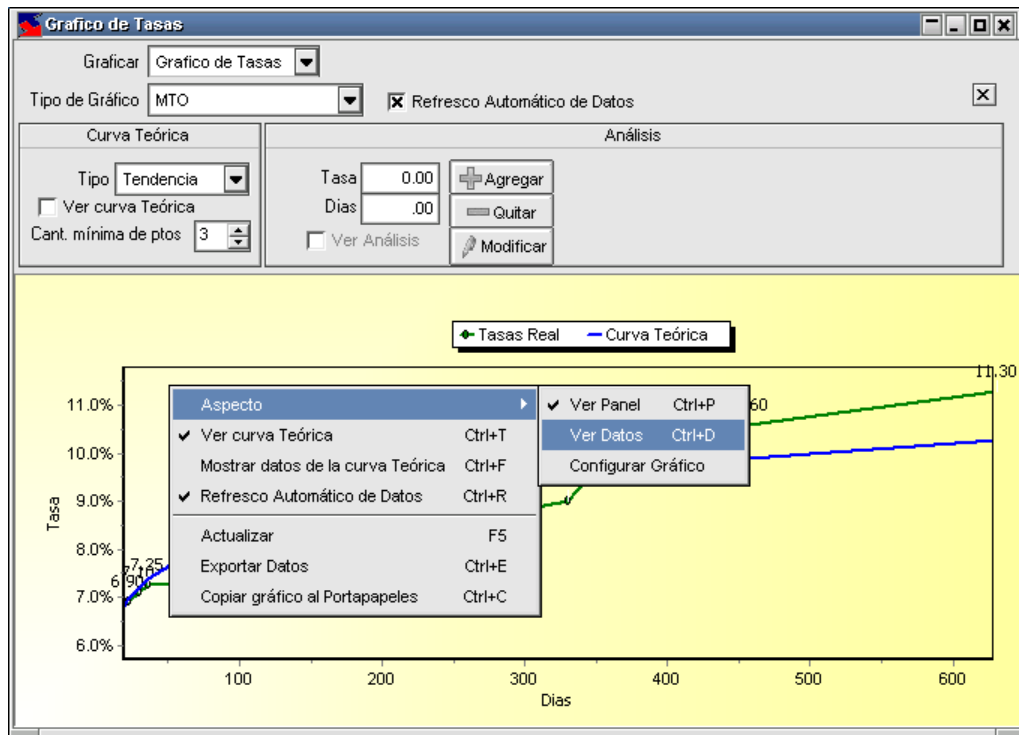 Grafico de Tasas
Graficar Grafico de Tasas
Tipo de Gráfico MTO Refresco Automático de Datos
Curva Teórica Análisis
Tipo Tendencia Tasa 0.00 Agregar
Ver curva Teórica Dias .00 Quitar
Cant. mínima de ptos 3 Ver Análisis Modificar
Tasas Real Curva Teórica
11.30
11.0% Aspecto Ver Panel Ctrl+P 60
Ver curva Teórica Ctrl+T Ver Datos Ctrl+D
10.0% Mostrar datos de la curva Teórica Ctrl+F Configurar Gráfico
9.0% Refresco Automático de Datos Ctrl+R
Tasa
8.0% Actualizar F5
7.25 Exportar Datos Ctrl+E
6.90
7.0% Copiar gráfico al Portapapeles Ctrl+C
6.0%
100 200 300 400 500 600
Dias